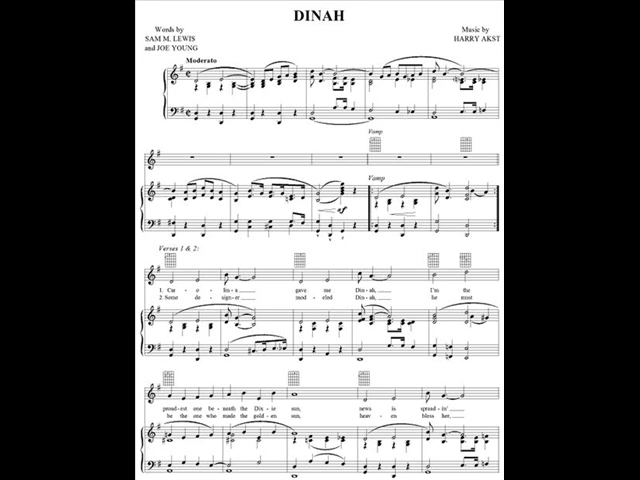 DINAH
Words by
SAM M. LEWIS
and JOE YOUNG
Music by
HARRY AKST
Moderato
Vamp
Vamp
Verses 1 & 2:
1. Car - o - lin - a gave me Din - ah, I'm the
2. Some de - sign - er mod - eled Din - ah, he must
proud - est one be - neath the Dix - ie sun, news is spread - in'
be the one who made the gold - en sun, heav - en bless her,